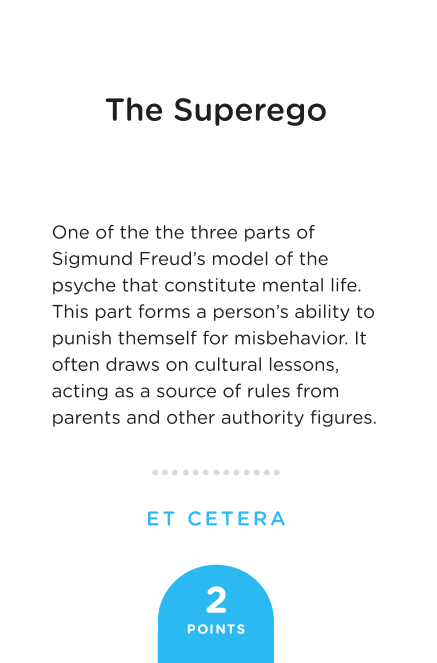 The Superego
One of the the three parts of
Sigmund Freud's model of the
psyche that constitute mental life.
This part forms a person's ability to
punish themself for misbehavior. It
often draws on cultural lessons,
acting as a source of rules from
parents and other authority figures.
ET CETERA
2
POINTS